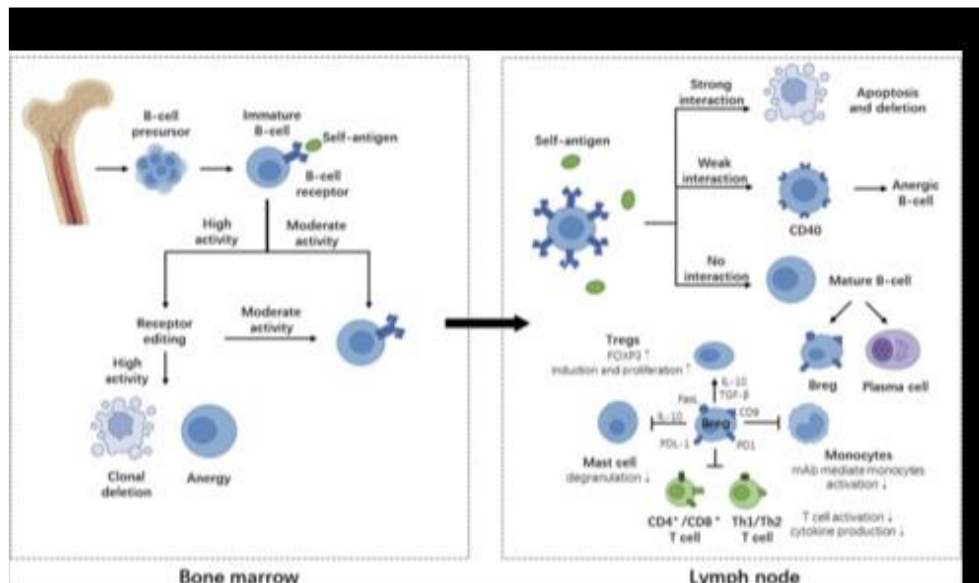 B-cell
precursor
Immature
B-cell
Self-antigen
B-cell
receptor
High
activity
Moderate
activity
Receptor
editing
Moderate
activity
High
activity
Clonal
deletion
Anergy
Bone marrow
Self-antigen
Strong
interaction
Apoptosis
and deletion
Weak
interaction
CD40
Anergic
B-cell
No
interaction
Mature B-cell
Breg
Plasma cell
Tregs
FOXP3 ↑
induction and proliferation ↑
IL-10
TGF-β
FasL
CD9
IL-10
Breg
PDL-1
PD1
Mast cell
degranulation ↓
Monocytes
mAb mediate monocytes
activation ↓
CD4⁺/CD8⁺
T cell
Th1/Th2
T cell
T cell activation ↓
cytokine production ↓
Lymph node